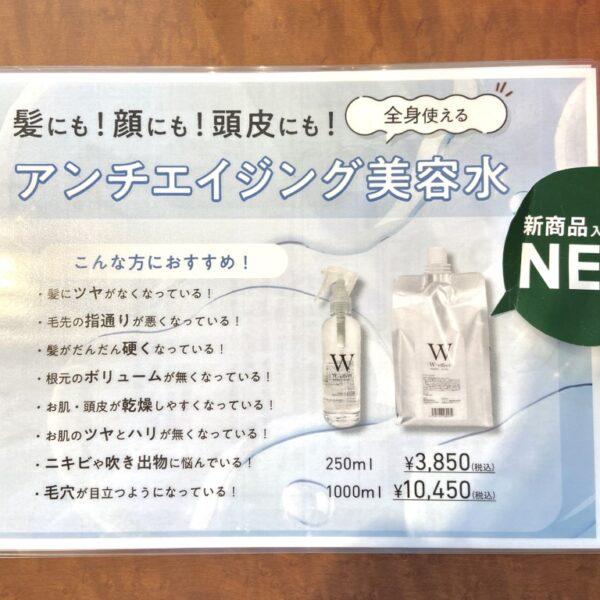 髪にも!顔にも!頭皮にも!
全身使える
アンチエイジング美容水
新商品入
NE
こんな方におすすめ!
・髪にツヤがなくなっている!
・毛先の指通りが悪くなっている!
・髪がだんだん硬くなっている!
・根元のボリュームが無くなっている!
・お肌・頭皮が乾燥しやすくなっている!
・お肌のツヤとハリが無くなっている!
・ニキビや吹き出物に悩んでいる!
・毛穴が目立つようになっている!
W
W-effect
W
W-effect
250ml ¥3,850(税込)
1000ml ¥10,450(税込)